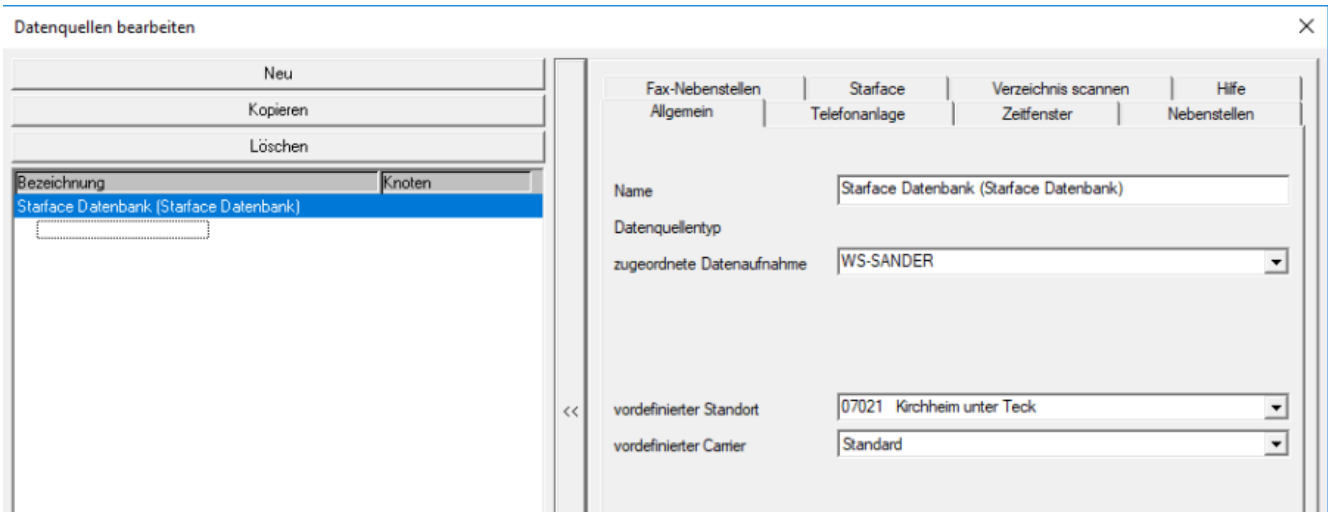 Datenquellen bearbeiten
Neu
Kopieren
Löschen
Bezeichnung Knoten
Starface Datenbank (Starface Datenbank)
<<
Fax-Nebenstellen Starface Verzeichnis scannen Hilfe
Allgemein Telefonanlage Zeitfenster Nebenstellen
Name Starface Datenbank (Starface Datenbank)
Datenquellentyp
zugeordnete Datenaufnahme WS-SANDER
vordefinierter Standort 07021 Kirchheim unter Teck
vordefinierter Carrier Standard